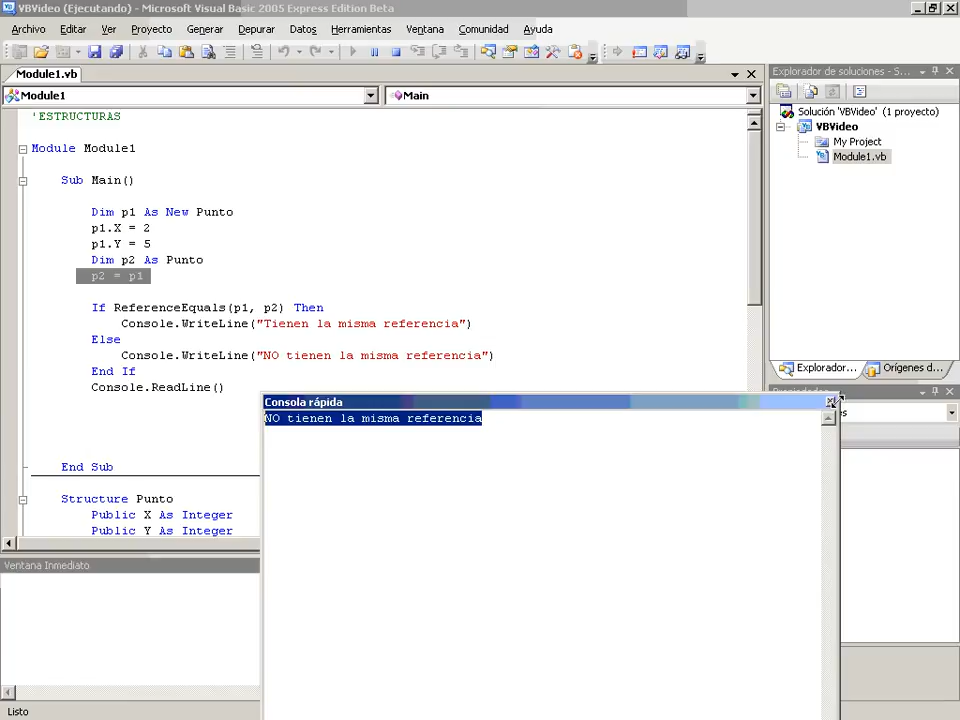 VBVideo (Ejecutando) - Microsoft Visual Basic 2005 Express Edition Beta
Archivo Editar Ver Proyecto Generar Depurar Datos Herramientas Ventana Comunidad Ayuda
Module1.vb
Module1
Main
'ESTRUCTURAS
Module Module1
Sub Main()
Dim p1 As New Punto
p1.X = 2
p1.Y = 5
Dim p2 As Punto
p2 = p1
If ReferenceEquals(p1, p2) Then
Console.WriteLine("Tienen la misma referencia")
Else
Console.WriteLine("NO tienen la misma referencia")
End If
Console.ReadLine()
End Sub
Structure Punto
Public X As Integer
Public Y As Integer
Consola rápida
NO tienen la misma referencia
Ventana Inmediato
Listo
Explorador de soluciones - S...
Solución 'VBVideo' (1 proyecto)
VBVideo
My Project
Module1.vb
Explorador... Orígenes d...